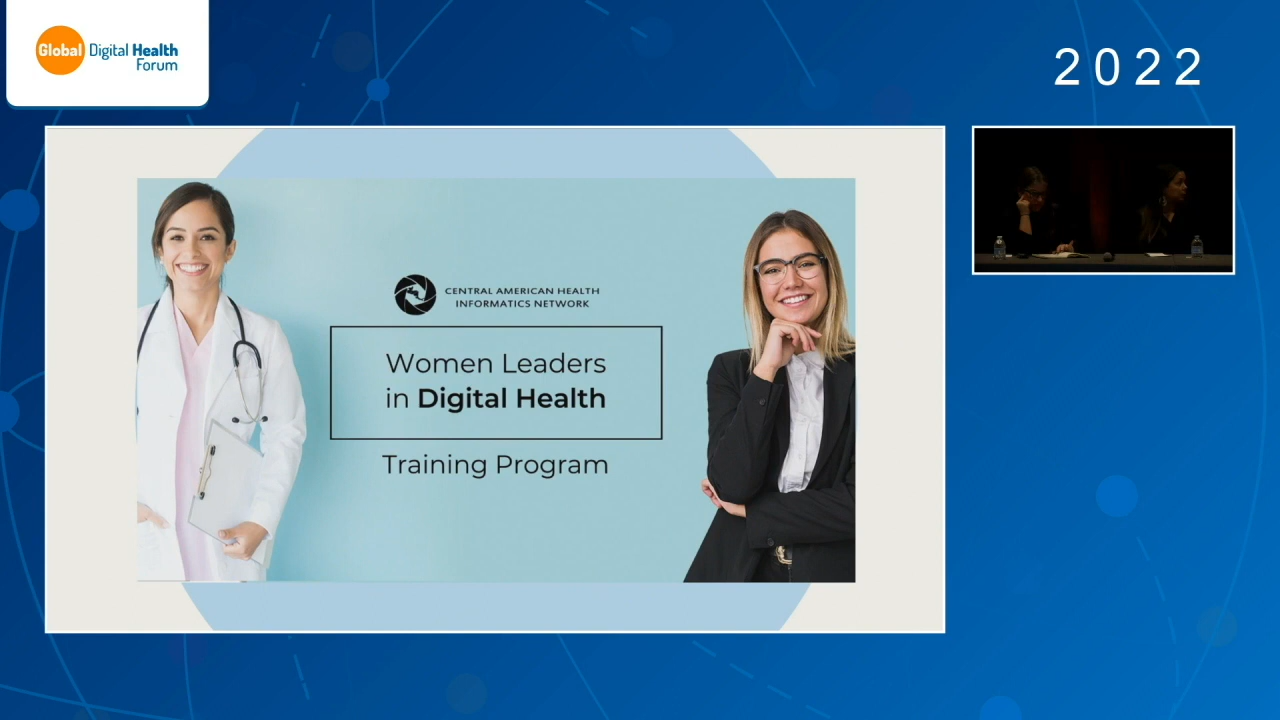 Global Digital Health
Forum
2022
CENTRAL AMERICAN HEALTH
INFORMATICS NETWORK
Women Leaders
in Digital Health
Training Program